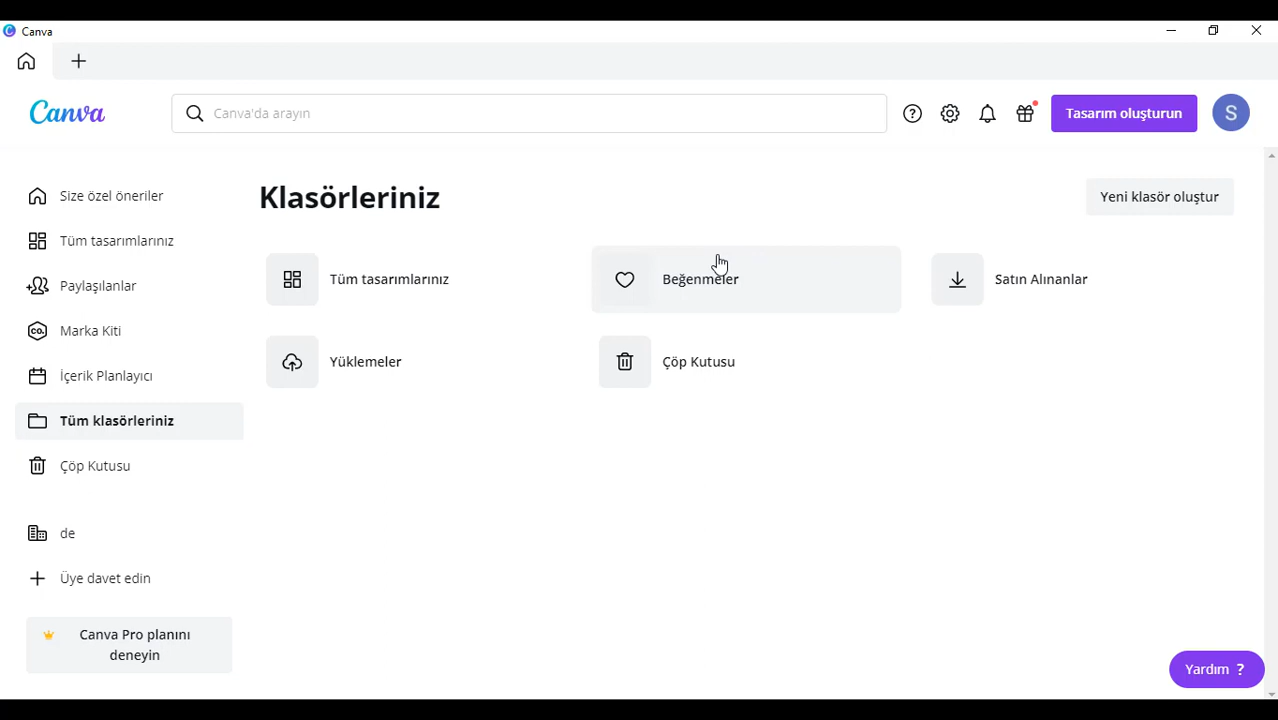 Canva
Canva
Canva'da arayın
Tasarım oluşturun
S
Size özel öneriler
Tüm tasarımlarınız
Paylaşılanlar
co.
Marka Kiti
İçerik Planlayıcı
Tüm klasörleriniz
Çöp Kutusu
de
Üye davet edin
Canva Pro planını
deneyin
Klasörleriniz
Yeni klasör oluştur
Tüm tasarımlarınız
Beğenmeler
Satın Alınanlar
Yüklemeler
Çöp Kutusu
Yardım ?